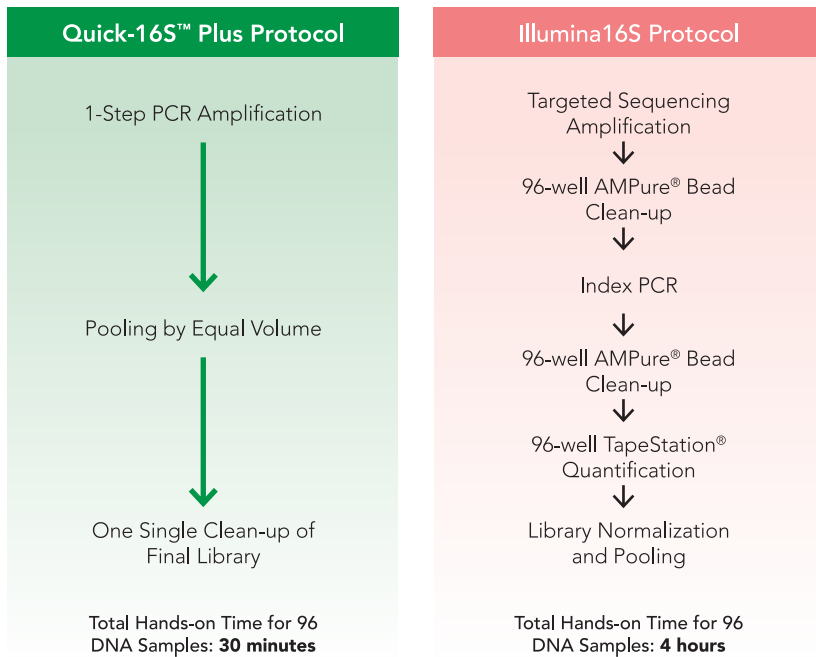 Quick-16S™ Plus Protocol
1-Step PCR Amplification
Pooling by Equal Volume
One Single Clean-up of
Final Library
Total Hands-on Time for 96
DNA Samples: 30 minutes
Illumina16S Protocol
Targeted Sequencing
Amplification
96-well AMPure® Bead
Clean-up
Index PCR
96-well AMPure® Bead
Clean-up
96-well TapeStation®
Quantification
Library Normalization
and Pooling
Total Hands-on Time for 96
DNA Samples: 4 hours